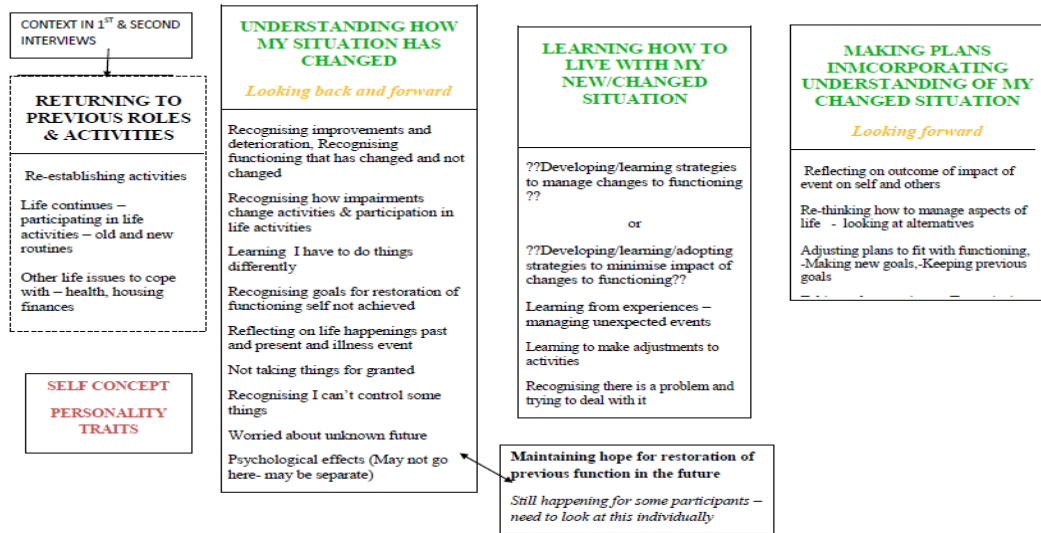 CONTEXT IN 1ST & SECOND
INTERVIEWS
RETURNING TO
PREVIOUS ROLES
& ACTIVITIES
Re-establishing activities
Life continues –
participating in life
activities – old and new
routines
Other life issues to cope
with – health, housing
finances
SELF CONCEPT
PERSONALITY
TRAITS
UNDERSTANDING HOW
MY SITUATION HAS
CHANGED
Looking back and forward
Recognising improvements and
deterioration, Recognising
functioning that has changed and not
changed
Recognising how impairments
change activities & participation in
life activities
Learning I have to do things
differently
Recognising goals for restoration of
functioning self not achieved
Reflecting on life happenings past
and present and illness event
Not taking things for granted
Recognising I can't control some
things
Worried about unknown future
Psychological effects (May not go
here- may be separate)
LEARNING HOW TO
LIVE WITH MY
NEW/CHANGED
SITUATION
??Developing/learning strategies
to manage changes to functioning
??
or
??Developing/learning/adopting
strategies to minimise impact of
changes to functioning??
Learning from experiences –
managing unexpected events
Learning to make adjustments to
activities
Recognising there is a problem and
trying to deal with it
Maintaining hope for restoration of
previous function in the future
Still happening for some participants –
need to look at this individually
MAKING PLANS
INMCORPORATING
UNDERSTANDING OF MY
CHANGED SITUATION
Looking forward
Reflecting on outcome of impact of
event on self and others
Re-thinking how to manage aspects of
life - looking at alternatives
Adjusting plans to fit with functioning,
-Making new goals,-Keeping previous
goals